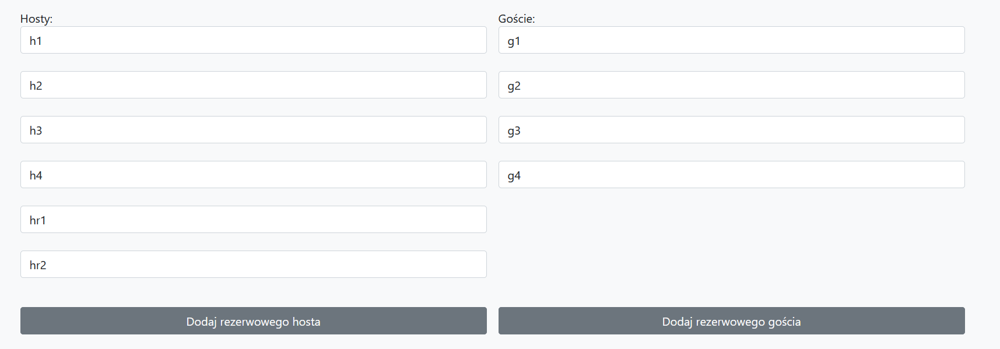 Hosty:
h1
h2
h3
h4
hr1
hr2
Dodaj rezerwowego hosta
Goście:
g1
g2
g3
g4
Dodaj rezerwowego gościa